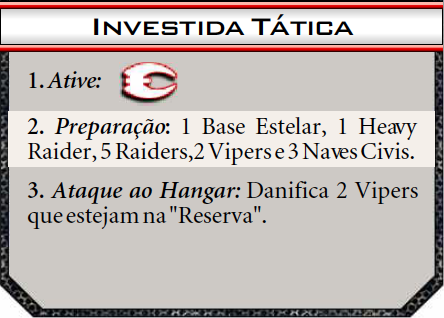 INVESTIDA TÁTICA
1. Ative:
2. Preparação: 1 Base Estelar, 1 Heavy
Raider, 5 Raiders,2 Vipers e 3 Naves Civis.
3. Ataque ao Hangar: Danifica 2 Vipers
que estejam na "Reserva".